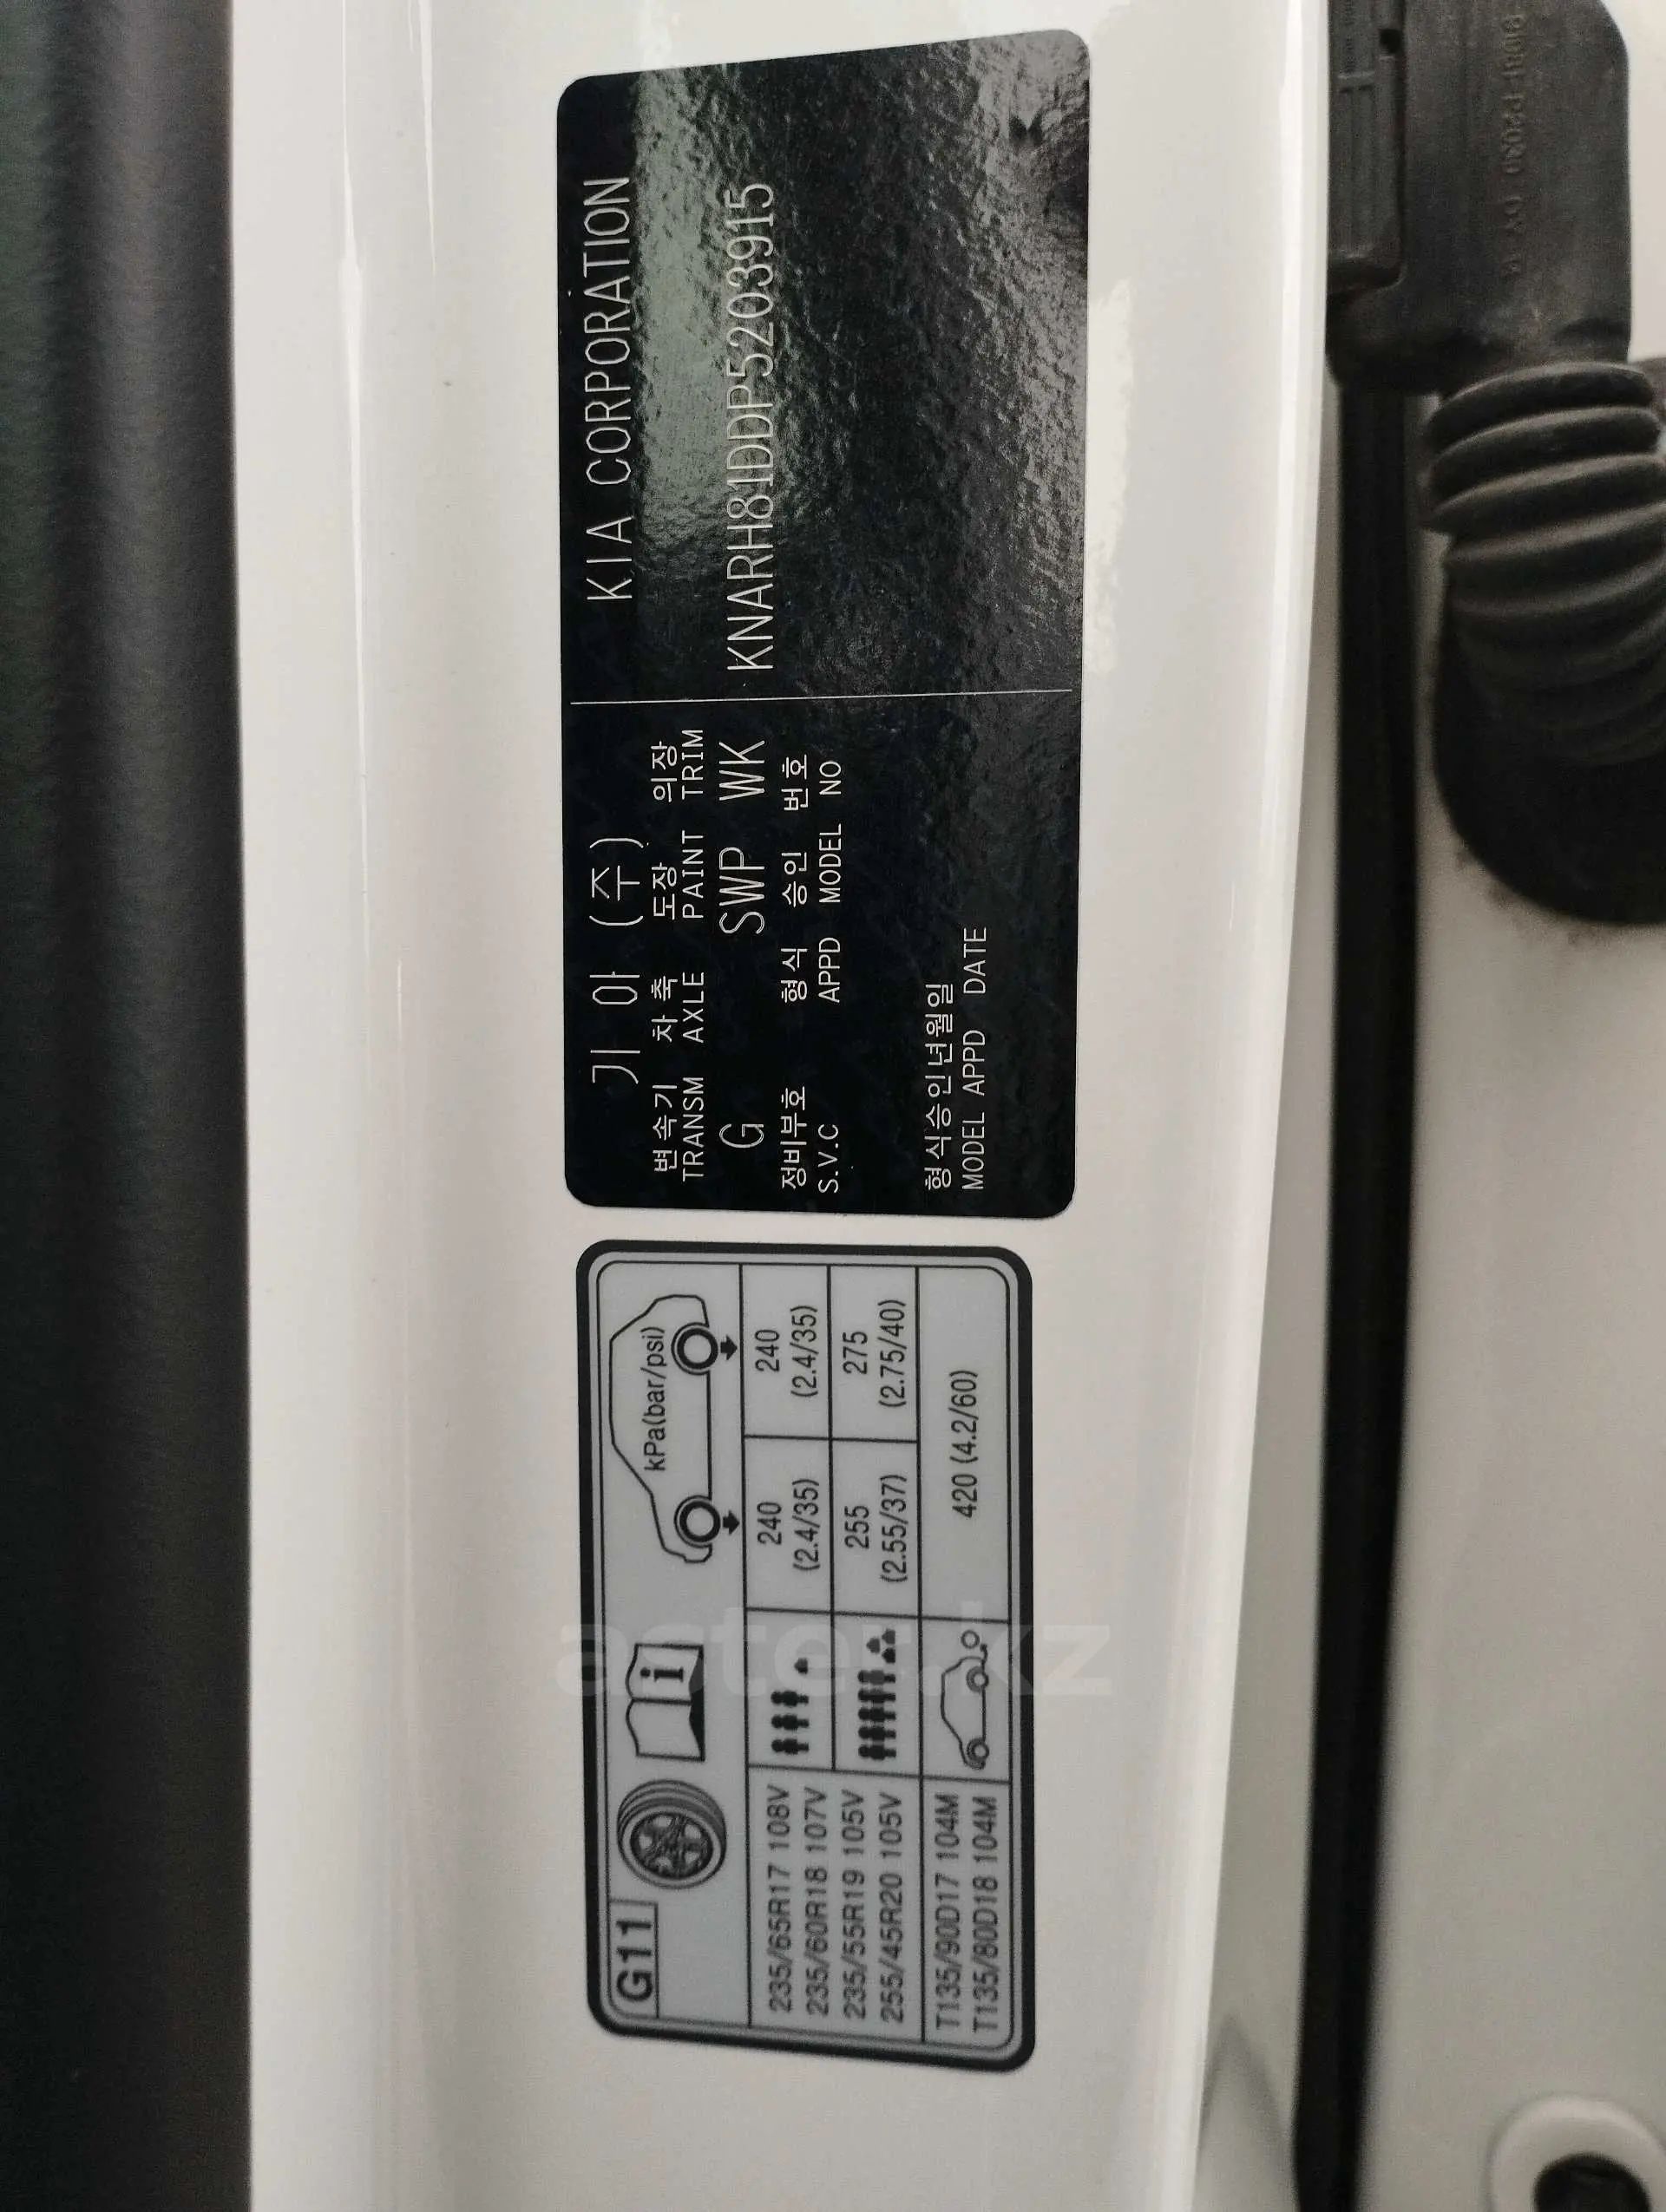 기아 (주) KIA CORPORATION
변속기 차축 도장 의장
TRANSM AXLE PAINT TRIM
G SWP WK KNARH81DDP5203915
정비부호 형식 승인 번호
S.V.C APPD MODEL NO
형식승인년월일
MODEL APPD DATE
G11 i kPa(bar/psi)
235/65R17 108V
235/60R18 107V
235/55R19 105V
255/45R20 105V
240 240
(2.4/35) (2.4/35)
255 275
(2.55/37) (2.75/40)
T135/90D17 104M
T135/80D18 104M
420 (4.2/60)
aster.kz